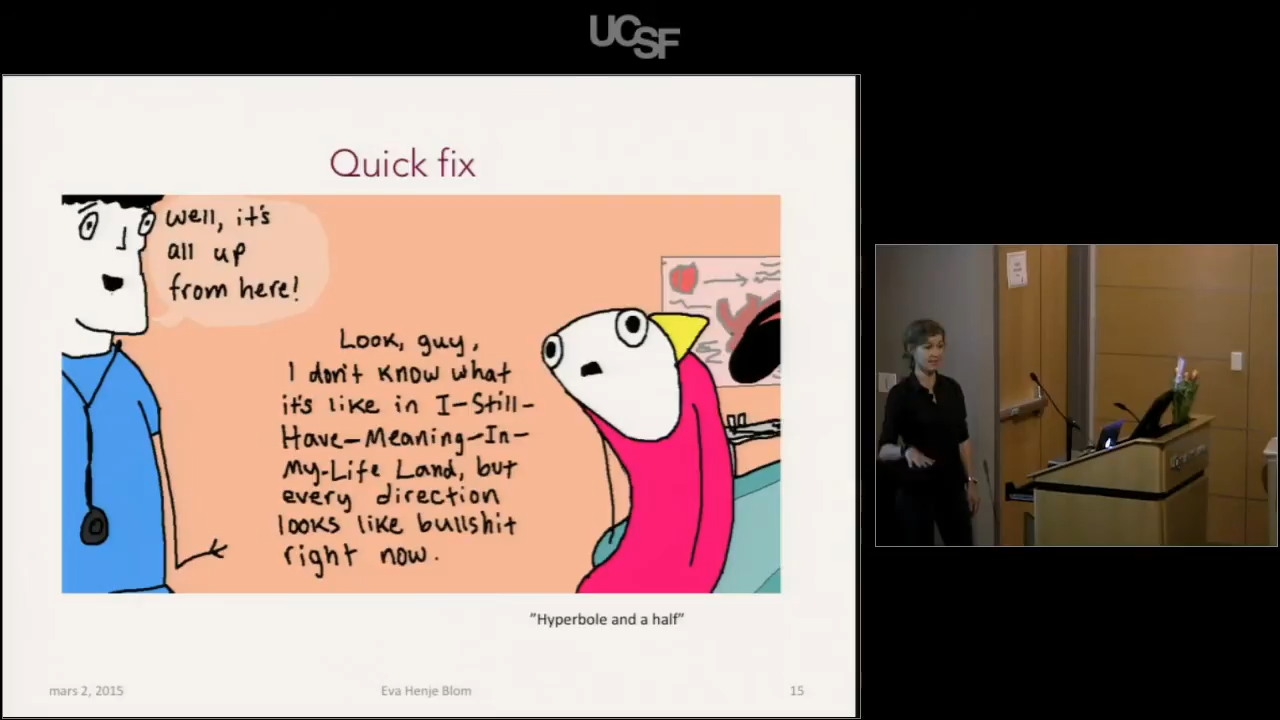 UCSF
Quick fix
Well, it's
all up
from here!
Look, guy,
I don't know what
it's like in I-Still-
Have-Meaning-In-
My-Life Land, but
every direction
looks like bullshit
right now.
"Hyperbole and a half"
mars 2, 2015
Eva Henje Blom
15